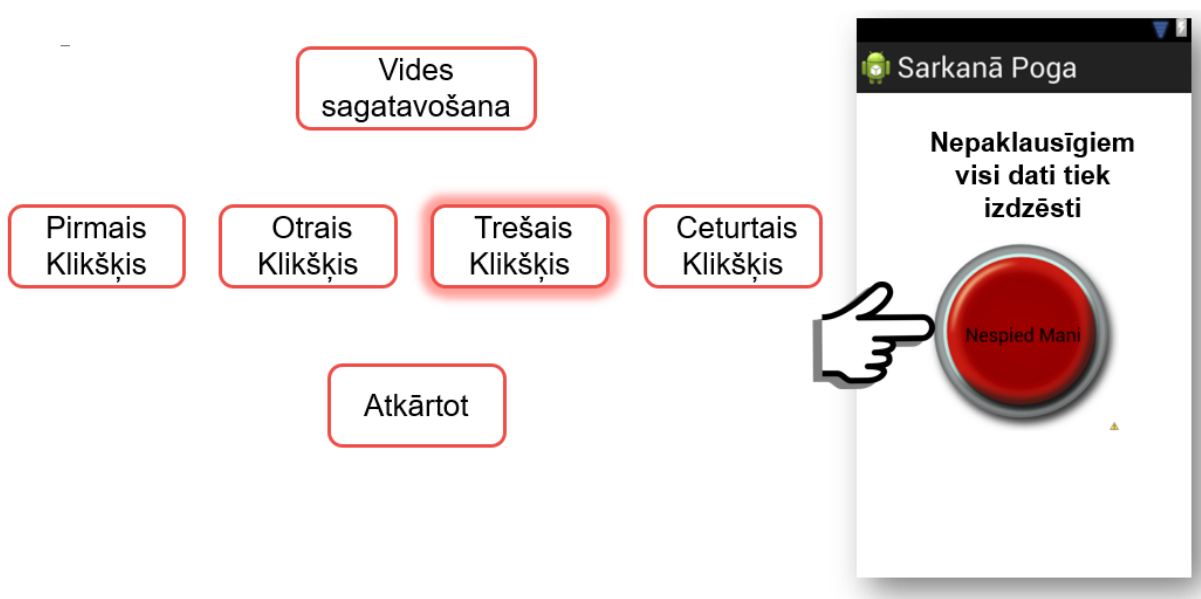 Vides
sagatavošana
Pirmais
Klikšķis
Otrais
Klikšķis
Trešais
Klikšķis
Ceturtais
Klikšķis
Atkārtot
Sarkanā Poga
Nepaklausīgiem
visi dati tiek
izdzēsti
Nespied Mani